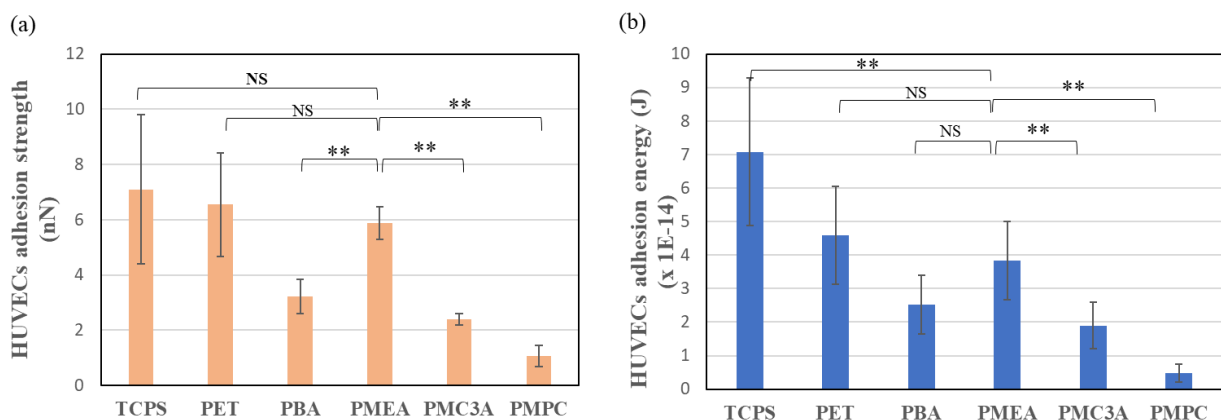 (a)
HUVECs adhesion strength
(nN)
12
10
8
6
4
2
0
NS
NS
**
**
**
TCPS PET PBA PMEA PMC3A PMPC
(b)
HUVECs adhesion energy (J)
(x 1E-14)
10
9
8
7
6
5
4
3
2
1
0
**
NS
**
NS
**
TCPS PET PBA PMEA PMC3A PMPC